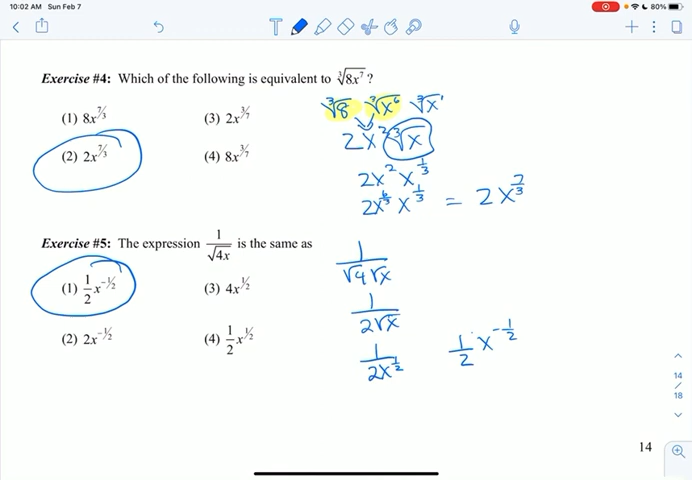 10:02 AM Sun Feb 7
80%
Exercise #4: Which of the following is equivalent to ∛(8x⁷)?
(1) 8x^(7/3)
(3) 2x^(3/7)
(2) 2x^(7/3)
(4) 8x^(3/7)
∛8 ∛x⁶ ∛x¹
2x² ∛x
2x² x^(1/3)
2x^(6/3) x^(1/3) = 2x^(7/3)
Exercise #5: The expression 1/√(4x) is the same as
(1) 1/2 x^(-1/2)
(3) 4x^(1/2)
(2) 2x^(-1/2)
(4) 1/2 x^(1/2)
1/(√4√x)
1/(2√x)
1/(2x^(1/2))
1/2 x^(-1/2)
14
/
18
14